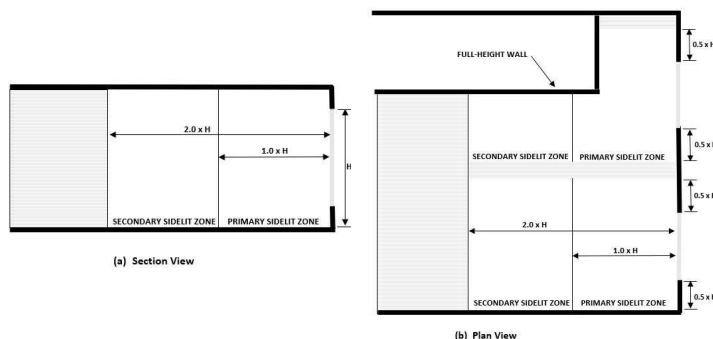 2.0 x H
1.0 x H
H
SECONDARY SIDELIT ZONE
PRIMARY SIDELIT ZONE
(a) Section View
0.5 x H
FULL-HEIGHT WALL
0.5 x H
SECONDARY SIDELIT ZONE
PRIMARY SIDELIT ZONE
0.5 x H
2.0 x H
1.0 x H
0.5 x H
SECONDARY SIDELIT ZONE
PRIMARY SIDELIT ZONE
(b) Plan View